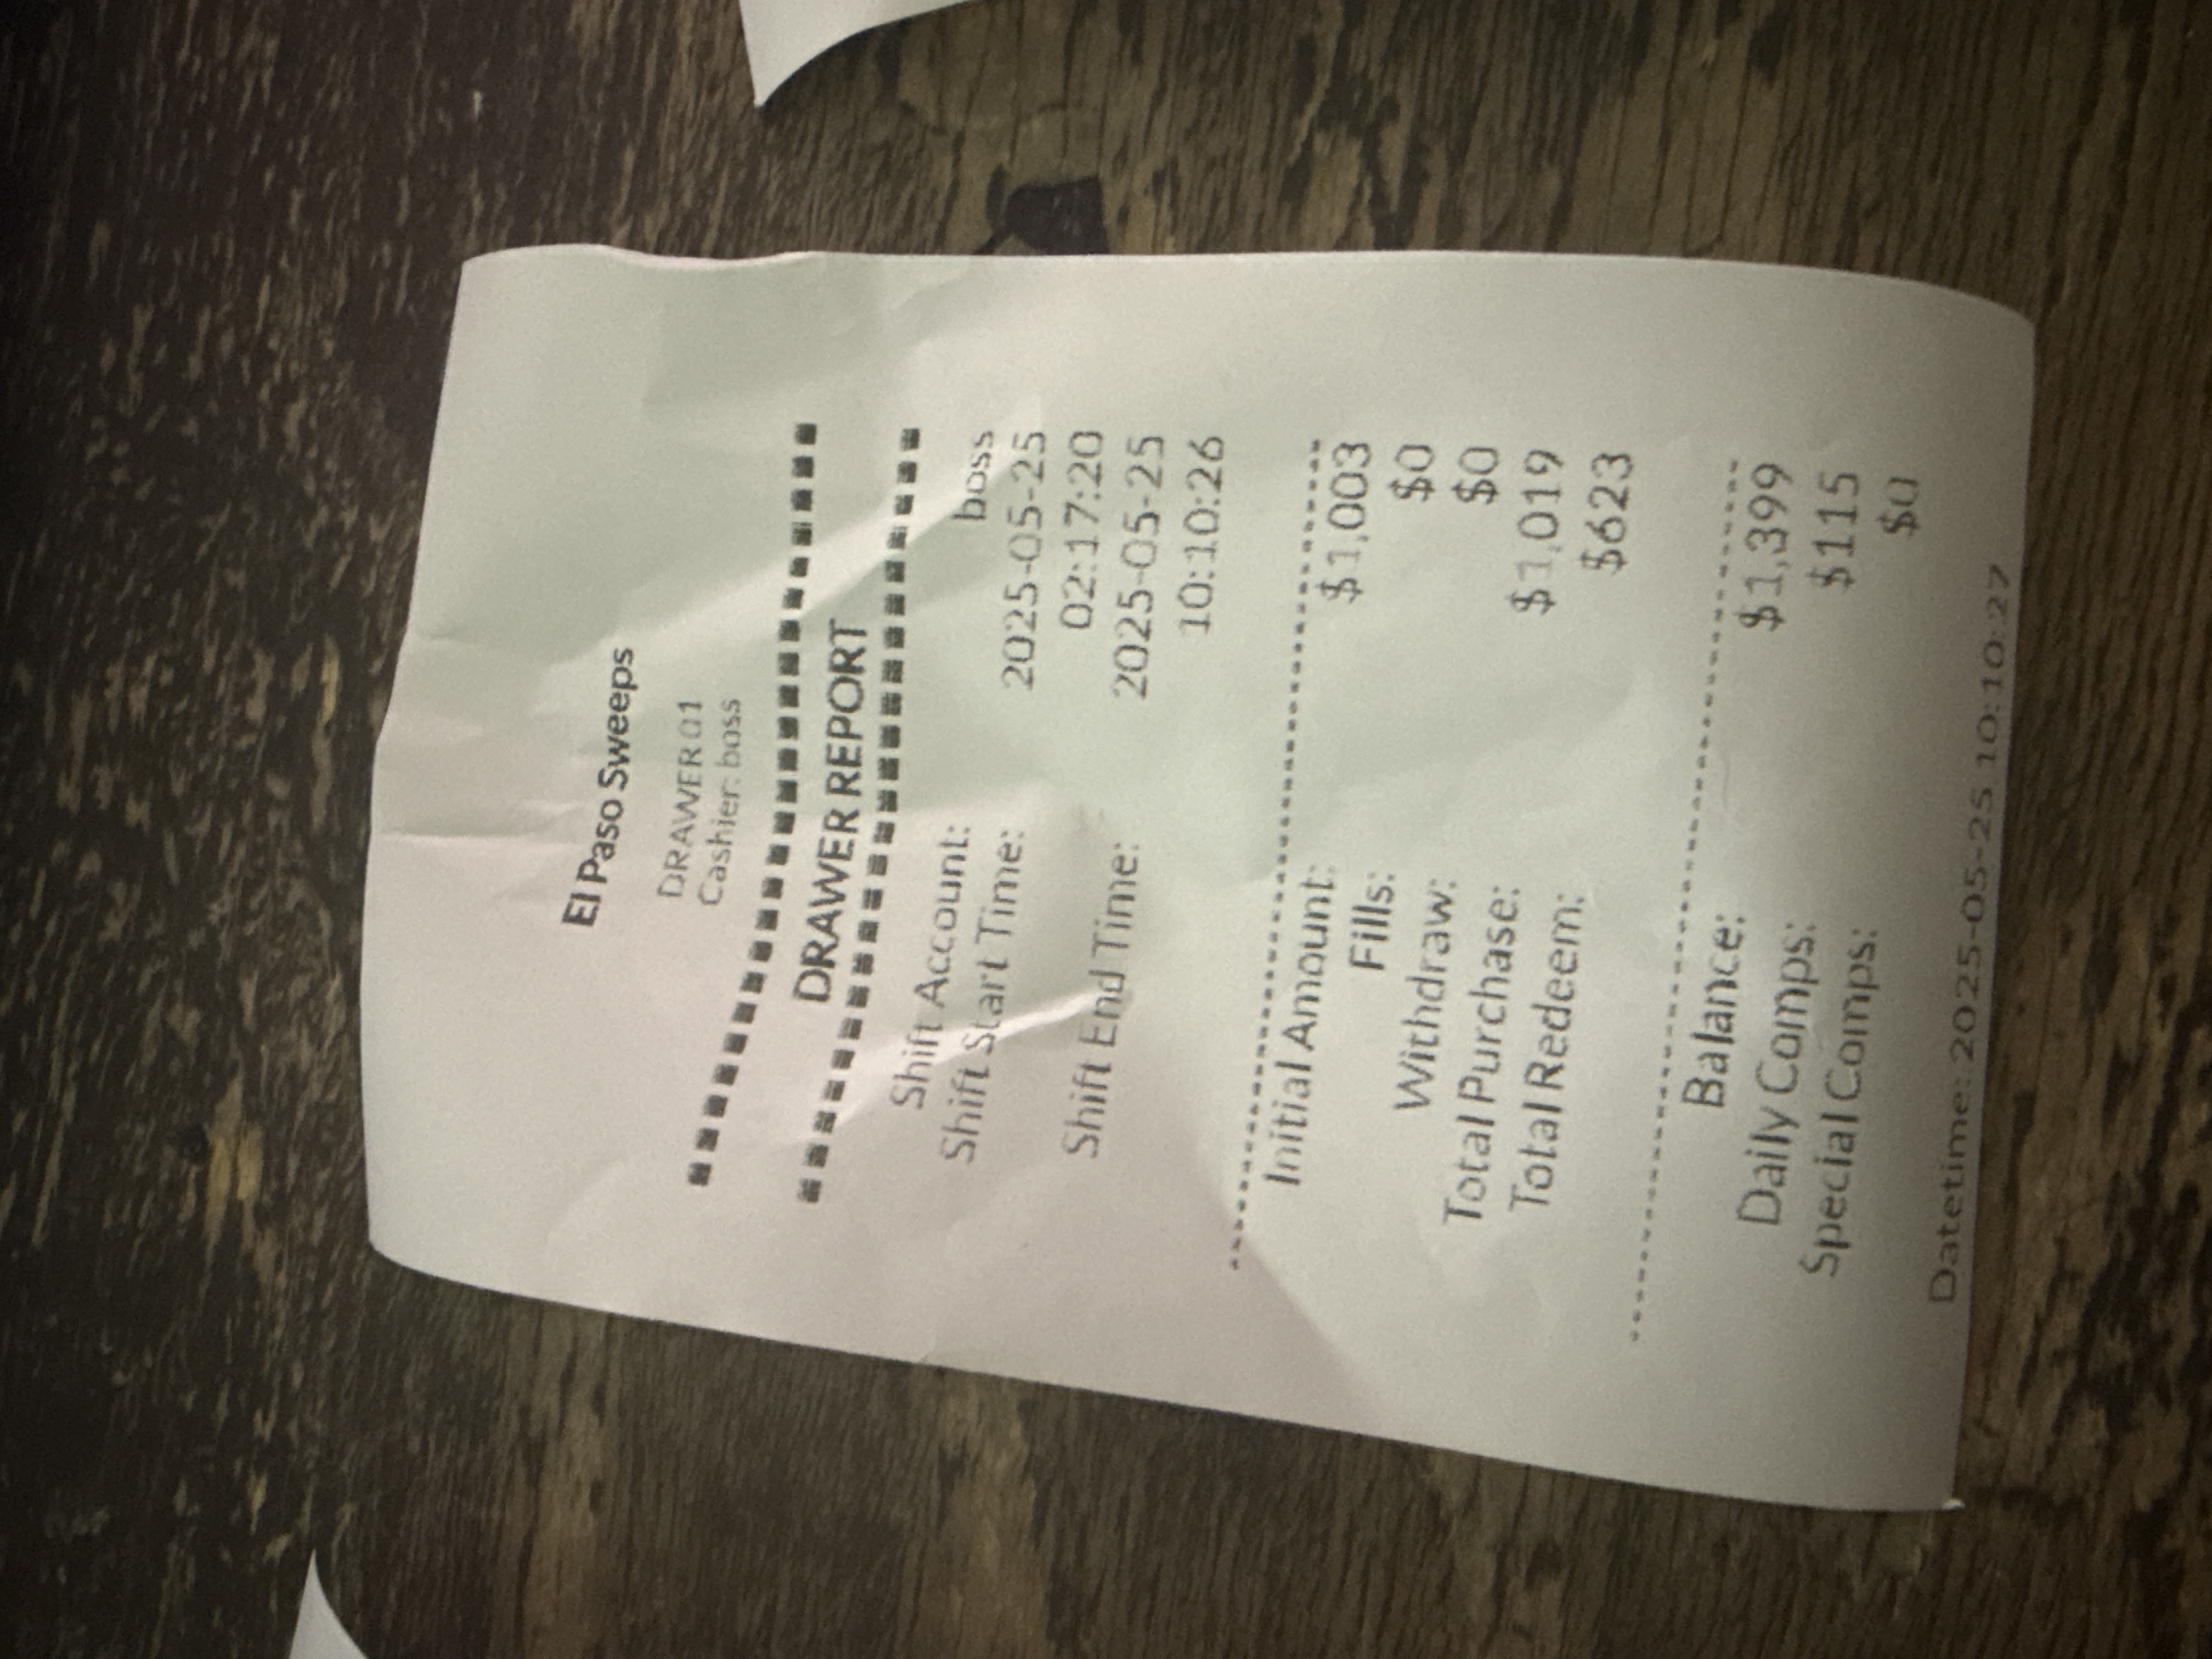 El Paso Sweeps
DRAWER 01
Cashier: boss
DRAWER REPORT
Shift Account: boss
Shift Start Time: 2025-05-25
02:17:20
Shift End Time: 2025-05-25
10:10:26
Initial Amount: $1,003
Fills: $0
Withdraw: $0
Total Purchase: $1,019
Total Redeem: $623
Balance: $1,399
Daily Comps: $115
Special Comps: $0
Datetime: 2025-05-25 10:10:27